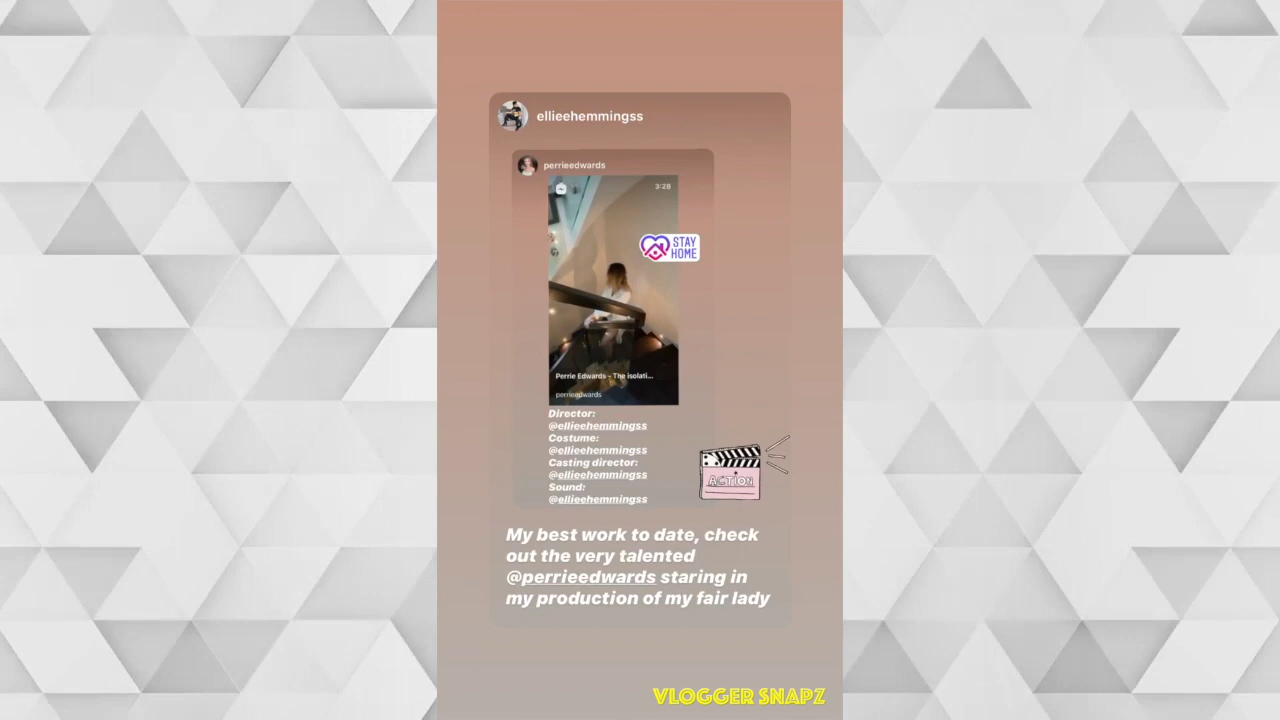 ellieehemmingss
perrieedwards
3:28
STAY
HOME
Perrie Edwards - The isolati...
perrieedwards
Director:
@ellieehemmingss
Costume:
@ellieehemmingss
Casting director:
@ellieehemmingss
Sound:
@ellieehemmingss
ACTION
My best work to date, check
out the very talented
@perrieedwards staring in
my production of my fair lady
VLOGGER SNAPZ